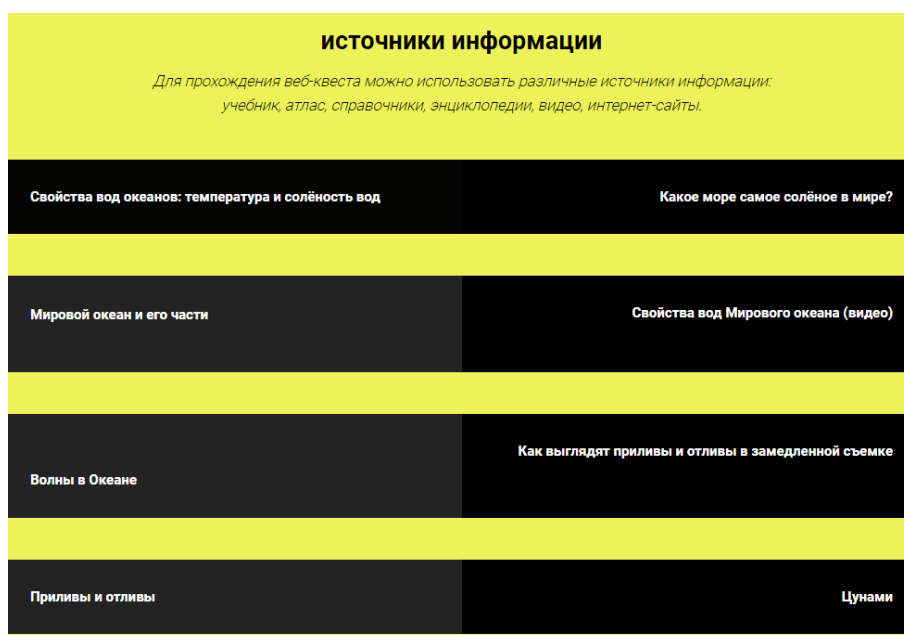 источники информации
Для прохождения веб-квеста можно использовать различные источники информации:
учебник, атлас, справочники, энциклопедии, видео, интернет-сайты.
Свойства вод океанов: температура и солёность вод
Какое море самое солёное в мире?
Мировой океан и его части
Свойства вод Мирового океана (видео)
Как выглядят приливы и отливы в замедленной съемке
Волны в Океане
Приливы и отливы
Цунами